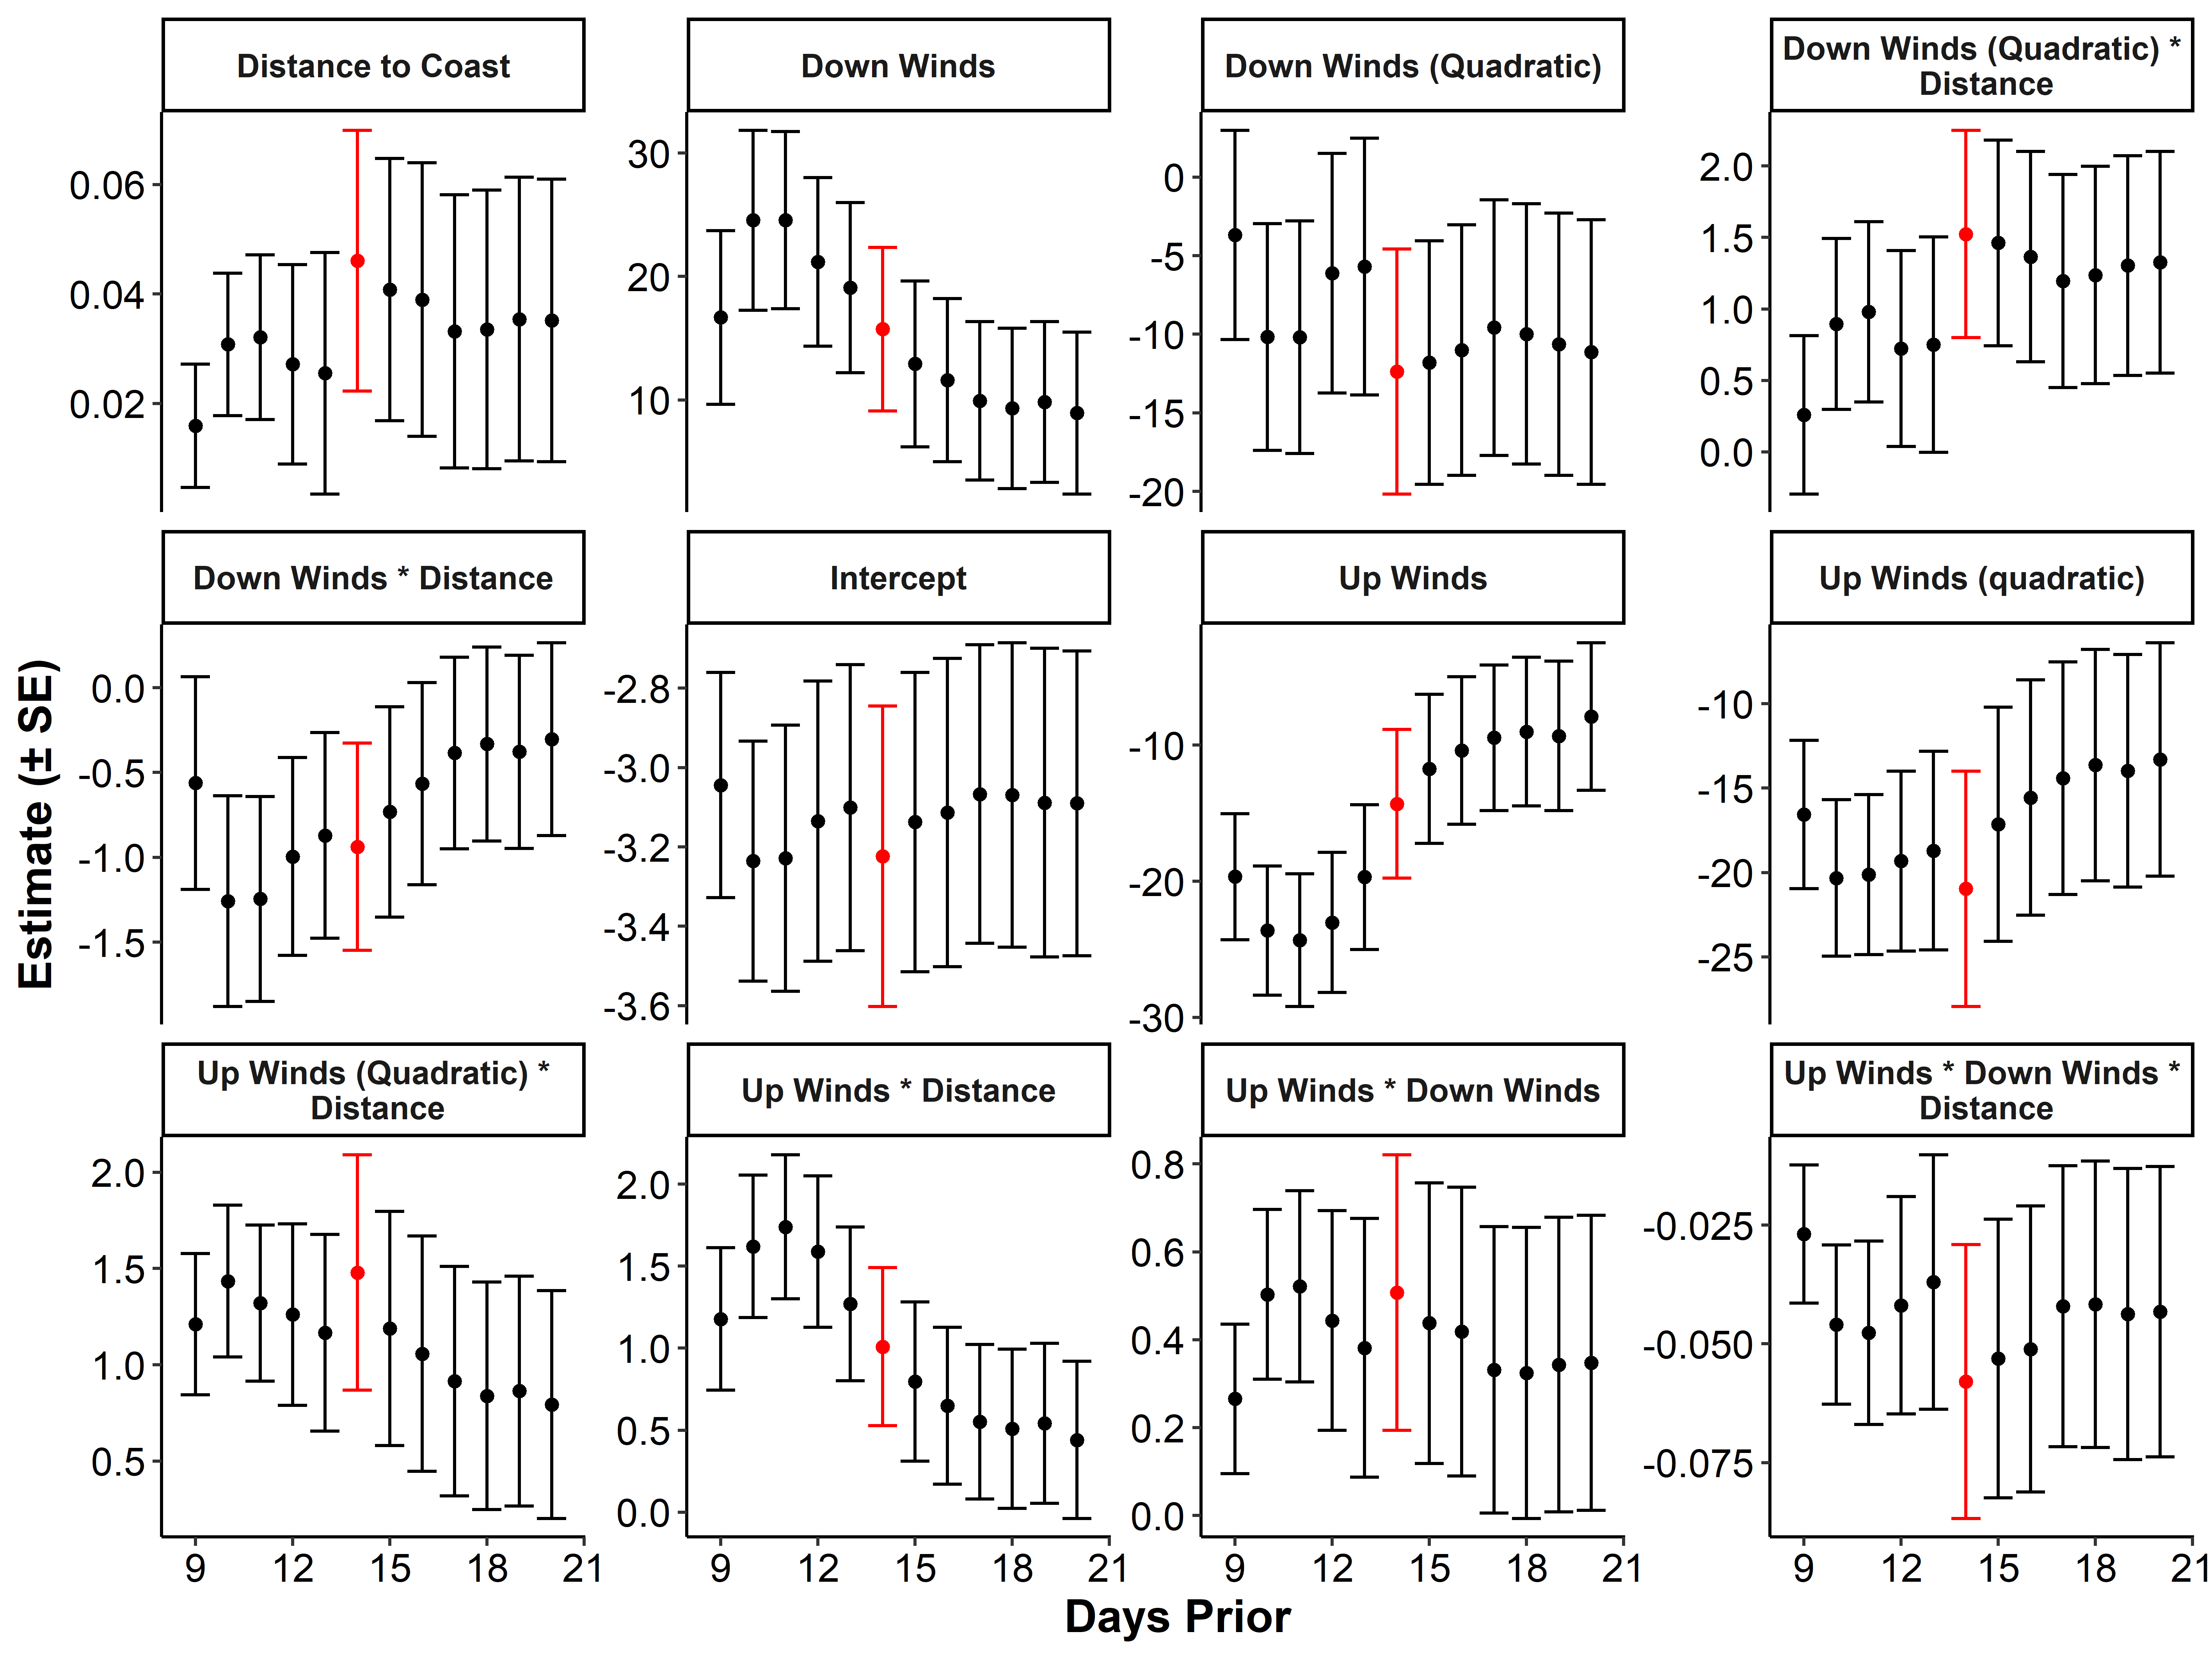 Distance to Coast
Down Winds
Down Winds (Quadratic)
Down Winds (Quadratic) *
Distance
0.06
0.04
0.02
30
20
10
0
-5
-10
-15
-20
2.0
1.5
1.0
0.5
0.0
Down Winds * Distance
Intercept
Up Winds
Up Winds (quadratic)
0.0
-0.5
-1.0
-1.5
-2.8
-3.0
-3.2
-3.4
-3.6
-10
-20
-30
-10
-15
-20
-25
Up Winds (Quadratic) *
Distance
Up Winds * Distance
Up Winds * Down Winds
Up Winds * Down Winds *
Distance
2.0
1.5
1.0
0.5
2.0
1.5
1.0
0.5
0.0
0.8
0.6
0.4
0.2
0.0
-0.025
-0.050
-0.075
9 12 15 18 21
9 12 15 18 21
9 12 15 18 21
9 12 15 18 21
Days Prior
Estimate (± SE)